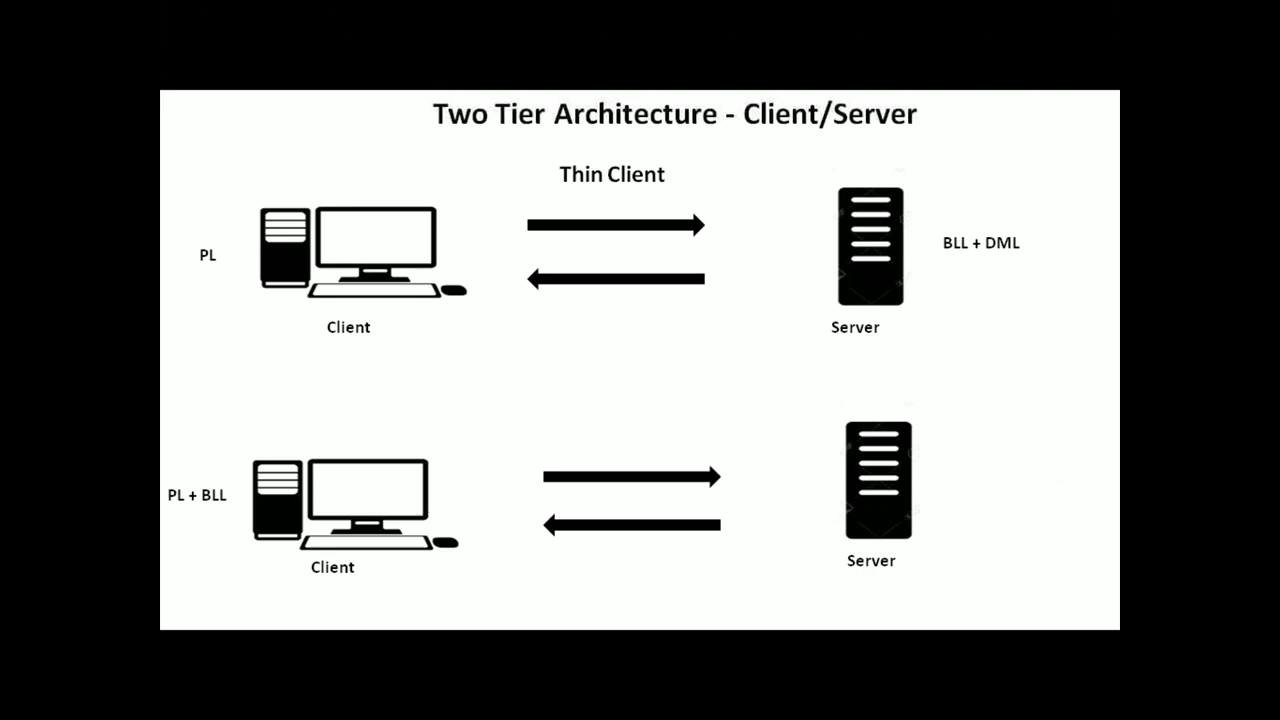 Two Tier Architecture - Client/Server
Thin Client
PL
BLL + DML
Client
Server
PL + BLL
Client
Server